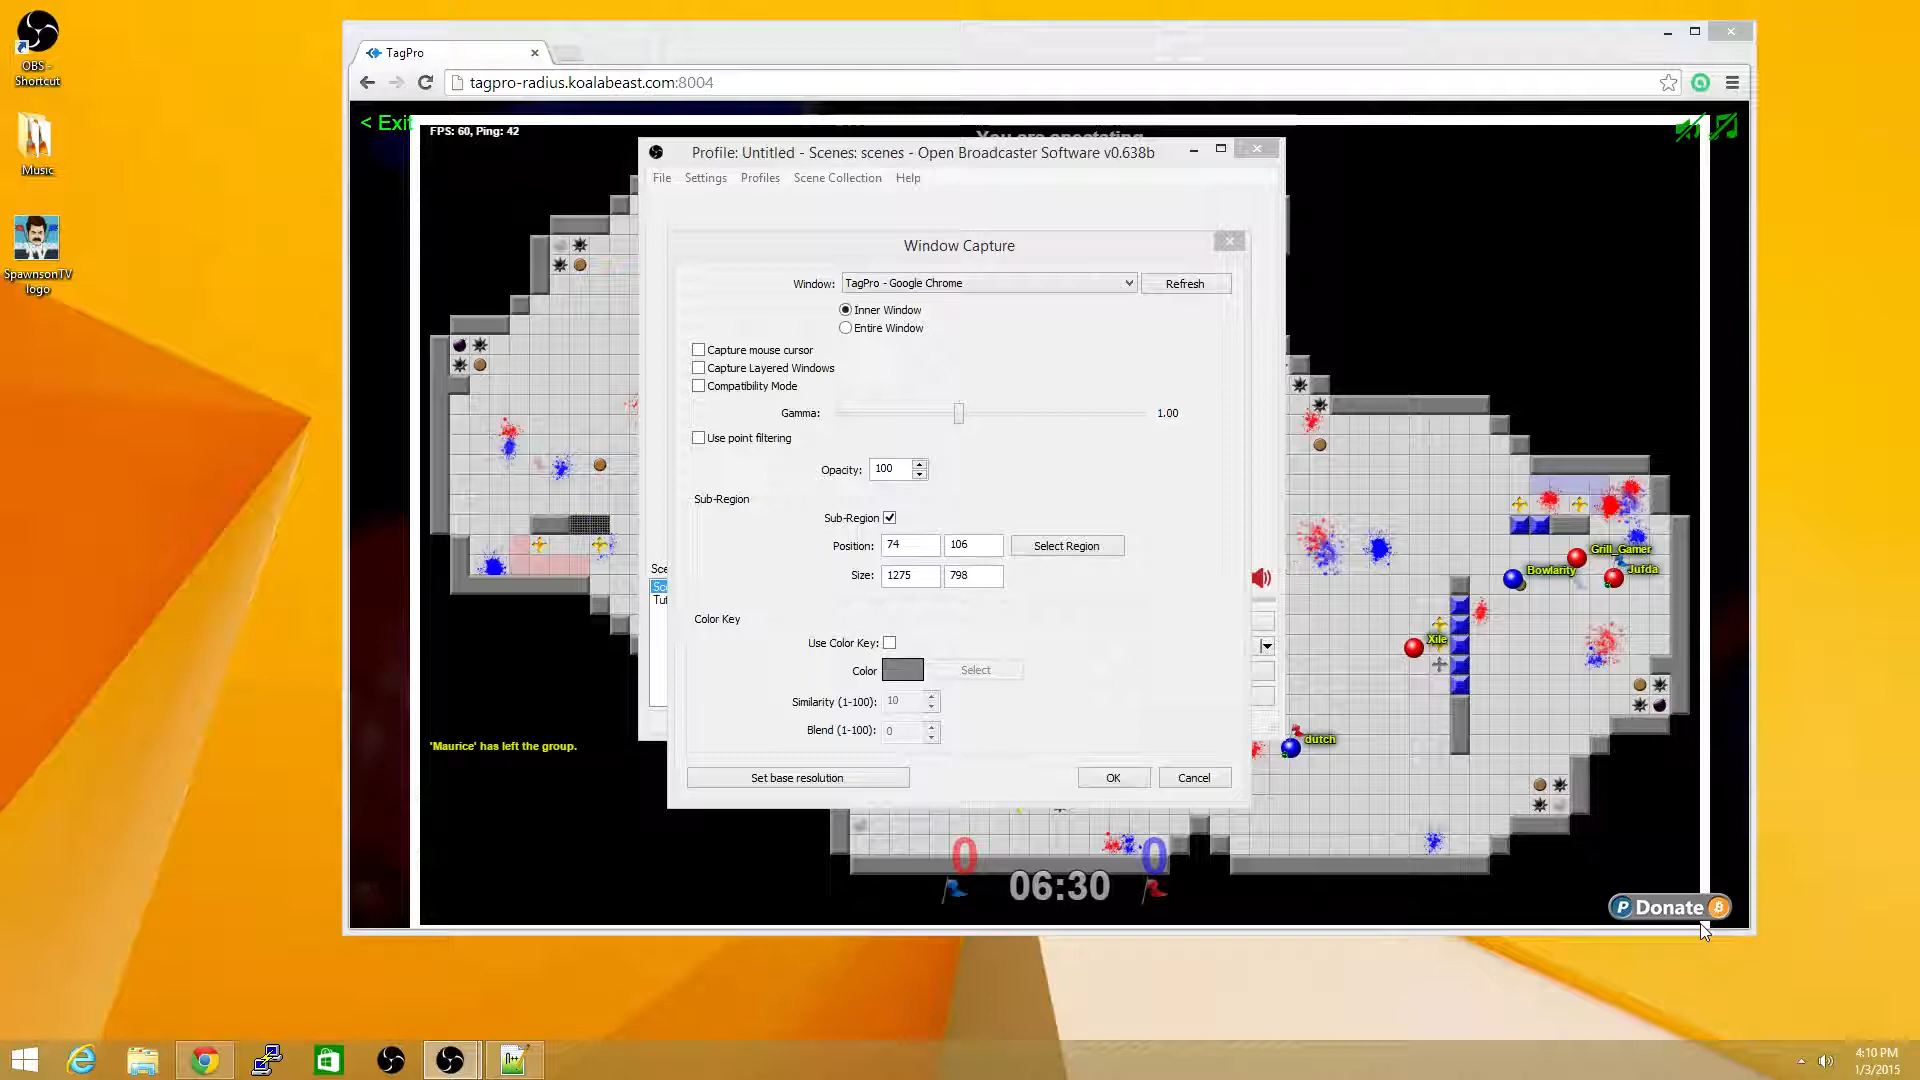 OBS -
Shortcut
Music
SpawnsonTV
logo
TagPro
tagpro-radius.koalabeast.com:8004
< Exit
FPS: 60, Ping: 42
You are spectating
Profile: Untitled - Scenes: scenes - Open Broadcaster Software v0.638b
File Settings Profiles Scene Collection Help
Window Capture
Window: TagPro - Google Chrome Refresh
Inner Window
Entire Window
Capture mouse cursor
Capture Layered Windows
Compatibility Mode
Gamma: 1.00
Use point filtering
Opacity: 100
Sub-Region
Sub-Region
Position: 74 106 Select Region
Size: 1275 798
Color Key
Use Color Key:
Color Select
Similarity (1-100): 10
Blend (1-100): 0
Set base resolution OK Cancel
Grill_Gamer
Bowlarity
Jufda
Xile
dutch
'Maurice' has left the group.
0 0
06:30
Donate
4:10 PM
1/3/2015